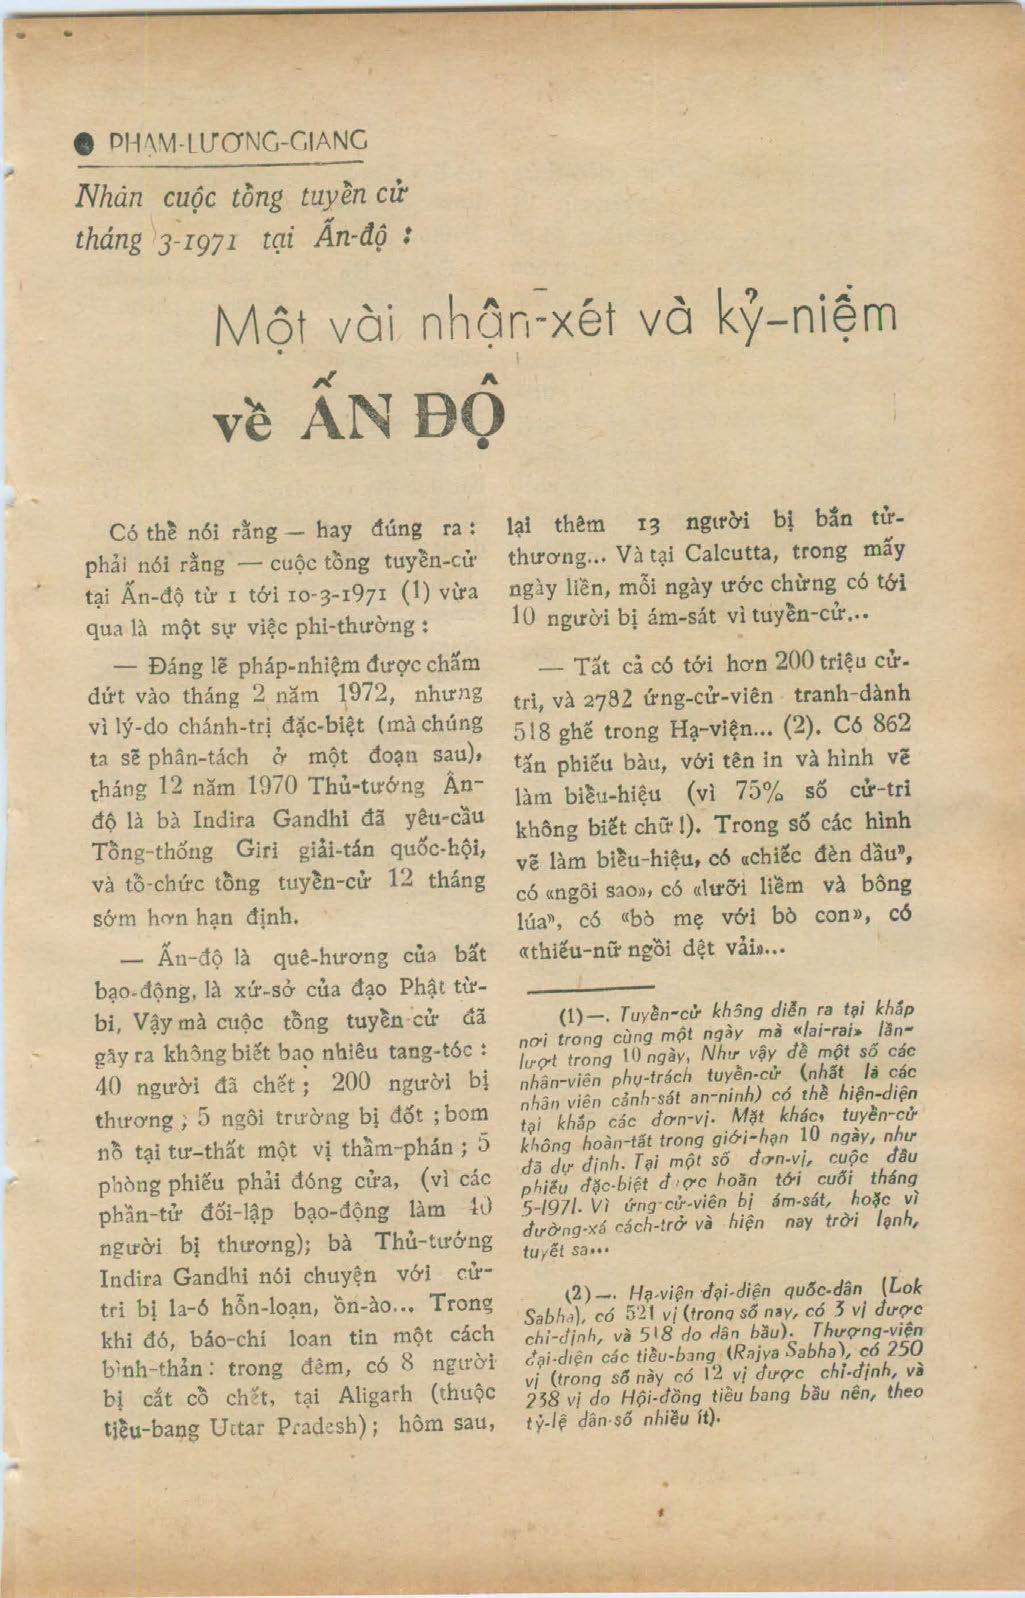 PHẠM-LƯƠNG-GIANG
Nhân cuộc tổng tuyển cử
tháng 3-1971 tại Ấn-độ :
Một vài nhận-xét và kỷ-niệm
về ẤN ĐỘ
Có thể nói rằng — hay đúng ra :
phải nói rằng — cuộc tổng tuyển-cử
tại Ấn-độ từ 1 tới 10-3-1971 (1) vừa
qua là một sự việc phi-thường :
— Đáng lẽ pháp-nhiệm được chấm
dứt vào tháng 2 năm 1972, nhưng
vì lý-do chánh-trị đặc-biệt (mà chúng
ta sẽ phân-tách ở một đoạn sau),
tháng 12 năm 1970 Thủ-tướng Ân-
độ là bà Indira Gandhi đã yêu-cầu
Tổng-thống Giri giải-tán quốc-hội,
và tổ-chức tổng tuyển-cử 12 tháng
sớm hơn hạn định.
— Ấn-độ là quê-hương của bất
bạo-động, là xứ-sở của đạo Phật từ-
bi, Vậy mà cuộc tổng tuyển cử đã
gây ra không biết bao nhiêu tang-tóc :
40 người đã chết ; 200 người bị
thương ; 5 ngôi trường bị đốt ; bom
nổ tại tư-thất một vị thẩm-phán ; 5
phòng phiếu phải đóng cửa, (vì các
phần-tử đối-lập bạo-động làm 40
người bị thương); bà Thủ-tướng
Indira Gandhi nói chuyện với cử-
tri bị la-ó hỗn-loạn, ồn-ào... Trong
khi đó, báo-chí loan tin một cách
bình-thản : trong đêm, có 8 người
bị cắt cổ chết, tại Aligarh (thuộc
tiểu-bang Uttar Pradesh) ; hôm sau,
lại thêm 13 người bị bắn tử-
thương... Và tại Calcutta, trong mấy
ngày liền, mỗi ngày ước chừng có tới
10 người bị ám-sát vì tuyển-cử...
— Tất cả có tới hơn 200 triệu cử-
tri, và 2782 ứng-cử-viên tranh-dành
518 ghế trong Hạ-viện... (2). Có 862
tấn phiếu bàu, với tên in và hình vẽ
làm biểu-hiệu (vì 75% số cử-tri
không biết chữ !). Trong số các hình
vẽ làm biểu-hiệu, có «chiếc đèn dầu”,
có «ngôi sao», có «lưỡi liềm và bông
lúa”, có «bò mẹ với bò con», có
«thiếu-nữ ngồi dệt vải»...
(1)—. Tuyển-cử không diễn ra tại khắp
nơi trong cùng một ngày mà «lai-rai» lần-
lượt trong 10 ngày, Như vậy để một số các
nhân-viên phụ-trách tuyển-cử (nhất là các
nhân viên cảnh-sát an-ninh) có thể hiện-diện
tại khắp các đơn-vị. Mặt khác, tuyển-cử
không hoàn-tất trong giới-hạn 10 ngày, như
đã dự định. Tại một số đơn-vị, cuộc đầu
phiếu đặc-biệt được hoãn tới cuối tháng
5-1971. Vì ứng-cử-viên bị ám-sát, hoặc vì
đường-xá cách-trở và hiện nay trời lạnh,
tuyết sa...
(2)—. Hạ-viện đại-diện quốc-dân (Lok
Sabha), có 521 vị (trong số này, có 3 vị được
chỉ-định, và 518 do dân bầu). Thượng-viện
đại-diện các tiểu-bang (Rajya Sabha), có 250
vị (trong số này có 12 vị được chỉ-định, và
238 vị do Hội-đồng tiểu bang bầu nên, theo
tỷ-lệ dân-số nhiều ít).